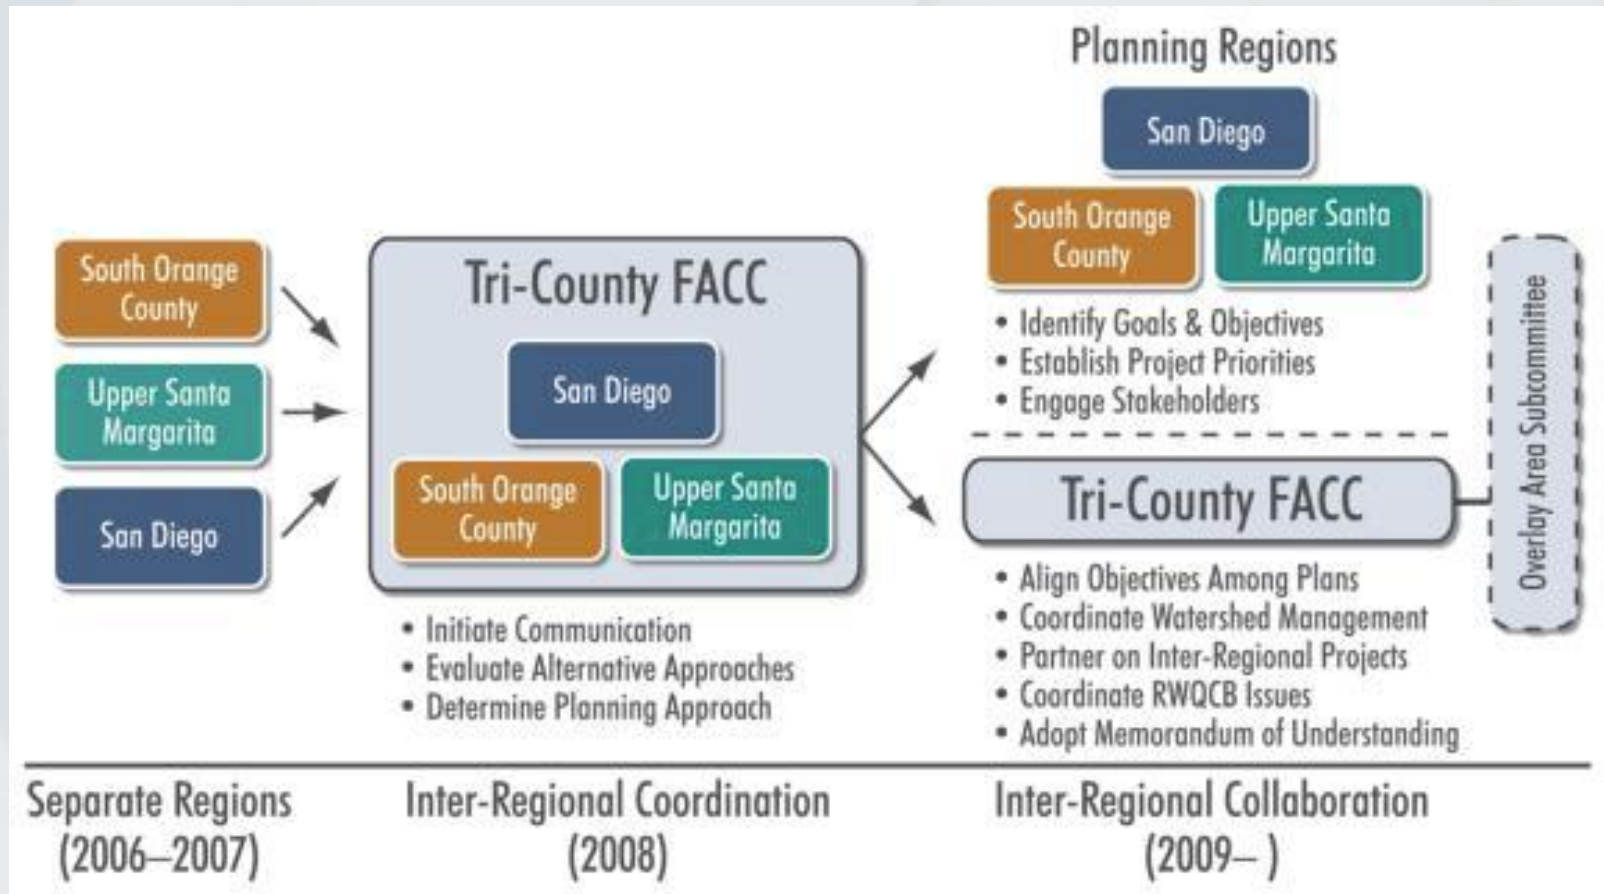 South Orange
County
Upper Santa
Margarita
San Diego
Separate Regions
(2006–2007)
Tri-County FACC
San Diego
South Orange
County
Upper Santa
Margarita
• Initiate Communication
• Evaluate Alternative Approaches
• Determine Planning Approach
Inter-Regional Coordination
(2008)
Planning Regions
San Diego
South Orange
County
Upper Santa
Margarita
• Identify Goals & Objectives
• Establish Project Priorities
• Engage Stakeholders
Tri-County FACC
• Align Objectives Among Plans
• Coordinate Watershed Management
• Partner on Inter-Regional Projects
• Coordinate RWQCB Issues
• Adopt Memorandum of Understanding
Overlay Area Subcommittee
Inter-Regional Collaboration
(2009– )